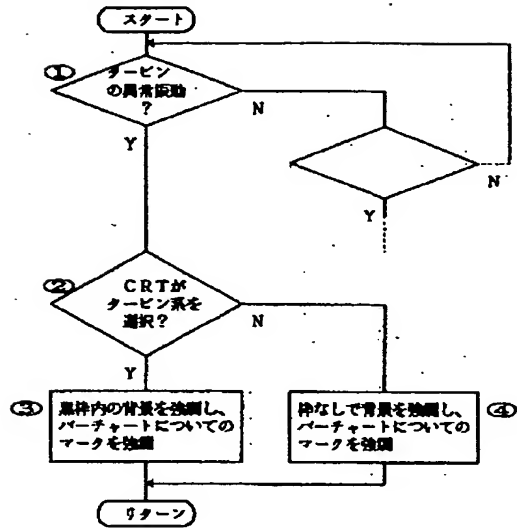 スタート
①
タービン
の異常振動
?
N
Y
N
Y
②
CRTが
タービン系を
選択?
N
Y
③
黒枠内の背景を強調し、
バーチャートについての
マークを強調
枠なしで背景を強調し、
バーチャートについての
マークを強調
④
リターン